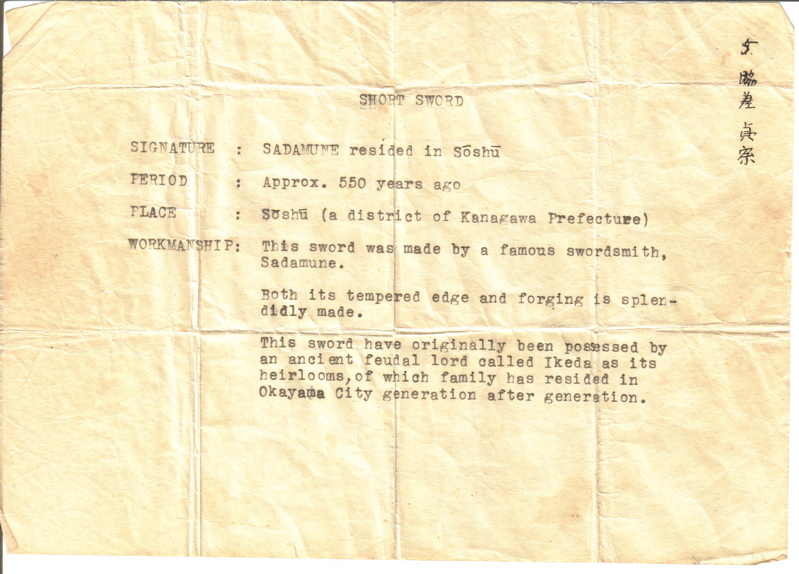 SHORT SWORD
SIGNATURE : SADAMUNE resided in Sōshū
PERIOD : Approx. 550 years ago
PLACE : Sōshū (a district of Kanagawa Prefecture)
WORKMANSHIP: This sword was made by a famous swordsmith,
Sadamune.
Both its tempered edge and forging is splen-
didly made.
This sword have originally been possessed by
an ancient feudal lord called Ikeda as its
heirlooms, of which family has resided in
Okayama City generation after generation.
脇差 貞宗